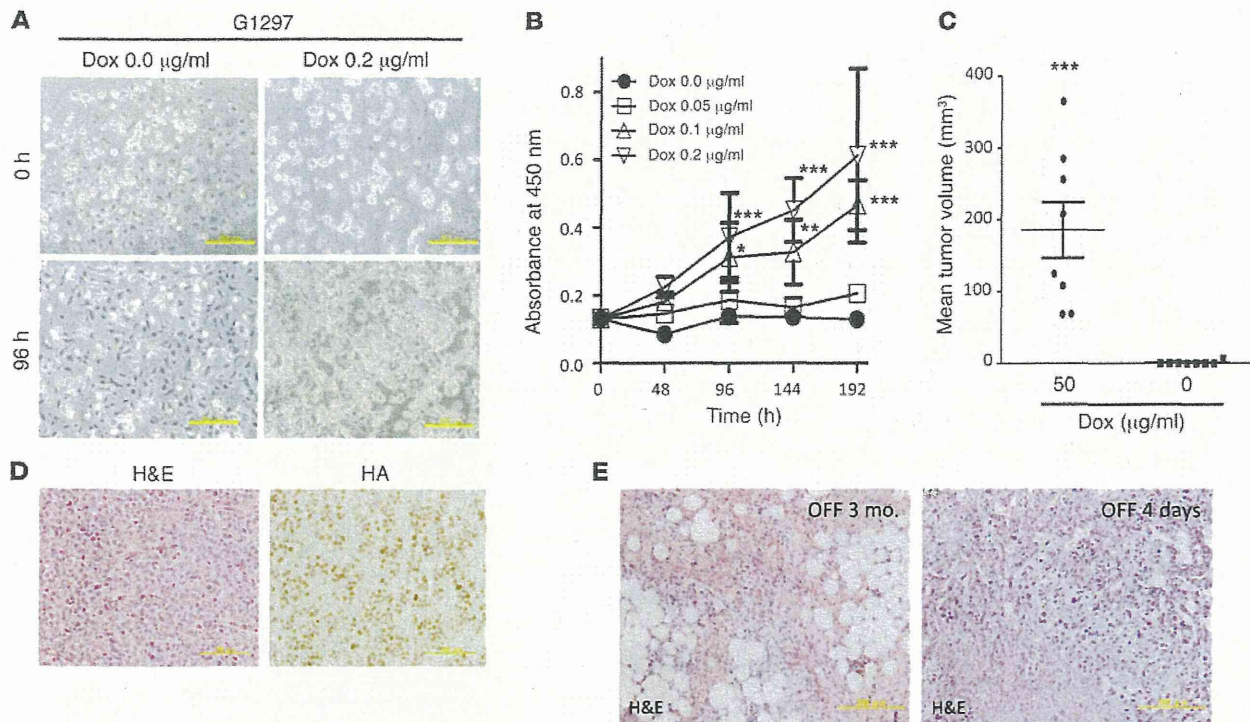 A
G1297
Dox 0.0 µg/ml
Dox 0.2 µg/ml
0 h
96 h
B
Absorbance at 450 nm
0.8
0.6
0.4
0.2
0.0
Dox 0.0 µg/ml
Dox 0.05 µg/ml
Dox 0.1 µg/ml
Dox 0.2 µg/ml
***
***
***
***
**
*
0
48
96
144
192
Time (h)
C
Mean tumor volume (mm³)
400
300
200
100
0
***
50
0
Dox (µg/ml)
D
H&E
HA
E
OFF 3 mo.
H&E
OFF 4 days
H&E